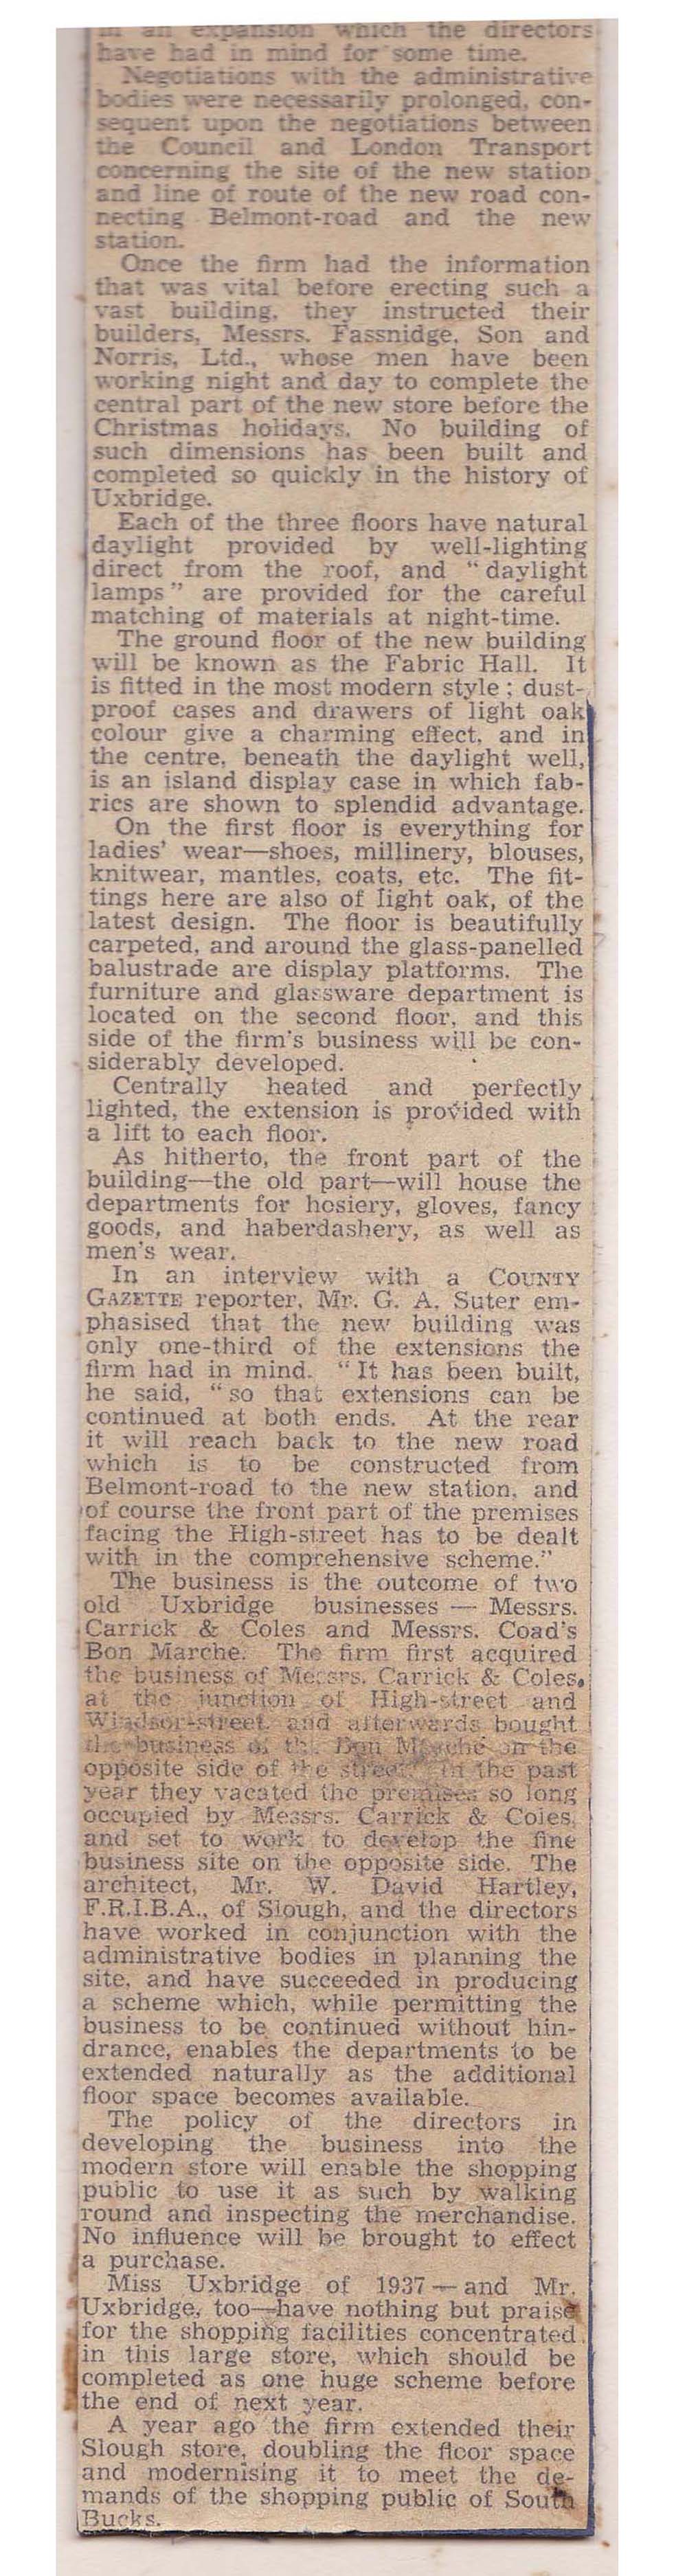 in an expansion which the directors
have had in mind for some time.
Negotiations with the administrative
bodies were necessarily prolonged, con-
sequent upon the negotiations between
the Council and London Transport
concerning the site of the new station
and line of route of the new road con-
necting Belmont-road and the new
station.
Once the firm had the information
that was vital before erecting such a
vast building, they instructed their
builders, Messrs. Fassnidge, Son and
Norris, Ltd., whose men have been
working night and day to complete the
central part of the new store before the
Christmas holidays. No building of
such dimensions has been built and
completed so quickly in the history of
Uxbridge.
Each of the three floors have natural
daylight provided by well-lighting
direct from the roof, and “daylight
lamps” are provided for the careful
matching of materials at night-time.
The ground floor of the new building
will be known as the Fabric Hall. It
is fitted in the most modern style; dust-
proof cases and drawers of light oak
colour give a charming effect, and in
the centre, beneath the daylight well,
is an island display case in which fab-
rics are shown to splendid advantage.
On the first floor is everything for
ladies’ wear—shoes, millinery, blouses,
knitwear, mantles, coats, etc. The fit-
tings here are also of light oak, of the
latest design. The floor is beautifully
carpeted, and around the glass-panelled
balustrade are display platforms. The
furniture and glassware department is
located on the second floor, and this
side of the firm’s business will be con-
siderably developed.
Centrally heated and perfectly
lighted, the extension is provided with
a lift to each floor.
As hitherto, the front part of the
building—the old part—will house the
departments for hosiery, gloves, fancy
goods, and haberdashery, as well as
men’s wear.
In an interview with a COUNTY
GAZETTE reporter, Mr. G. A. Suter em-
phasised that the new building was
only one-third of the extensions the
firm had in mind. “It has been built,
he said, “so that extensions can be
continued at both ends. At the rear
it will reach back to the new road
which is to be constructed from
Belmont-road to the new station, and
of course the front part of the premises
facing the High-street has to be dealt
with in the comprehensive scheme.”
The business is the outcome of two
old Uxbridge businesses — Messrs.
Carrick & Coles and Messrs. Coad’s
Bon Marche. The firm first acquired
the business of Messrs. Carrick & Coles,
at the junction of High-street and
Windsor-street, and afterwards bought
the business of the Bon Marche on the
opposite side of the street. In the past
year they vacated the premises so long
occupied by Messrs. Carrick & Coles,
and set to work to develop the fine
business site on the opposite side. The
architect, Mr. W. David Hartley,
F.R.I.B.A., of Slough, and the directors
have worked in conjunction with the
administrative bodies in planning the
site, and have succeeded in producing
a scheme which, while permitting the
business to be continued without hin-
drance, enables the departments to be
extended naturally as the additional
floor space becomes available.
The policy of the directors in
developing the business into the
modern store will enable the shopping
public to use it as such by walking
round and inspecting the merchandise.
No influence will be brought to effect
a purchase.
Miss Uxbridge of 1937 — and Mr.
Uxbridge, too—have nothing but praise
for the shopping facilities concentrated
in this large store, which should be
completed as one huge scheme before
the end of next year.
A year ago the firm extended their
Slough store, doubling the floor space
and modernising it to meet the de-
mands of the shopping public of South
Bucks.